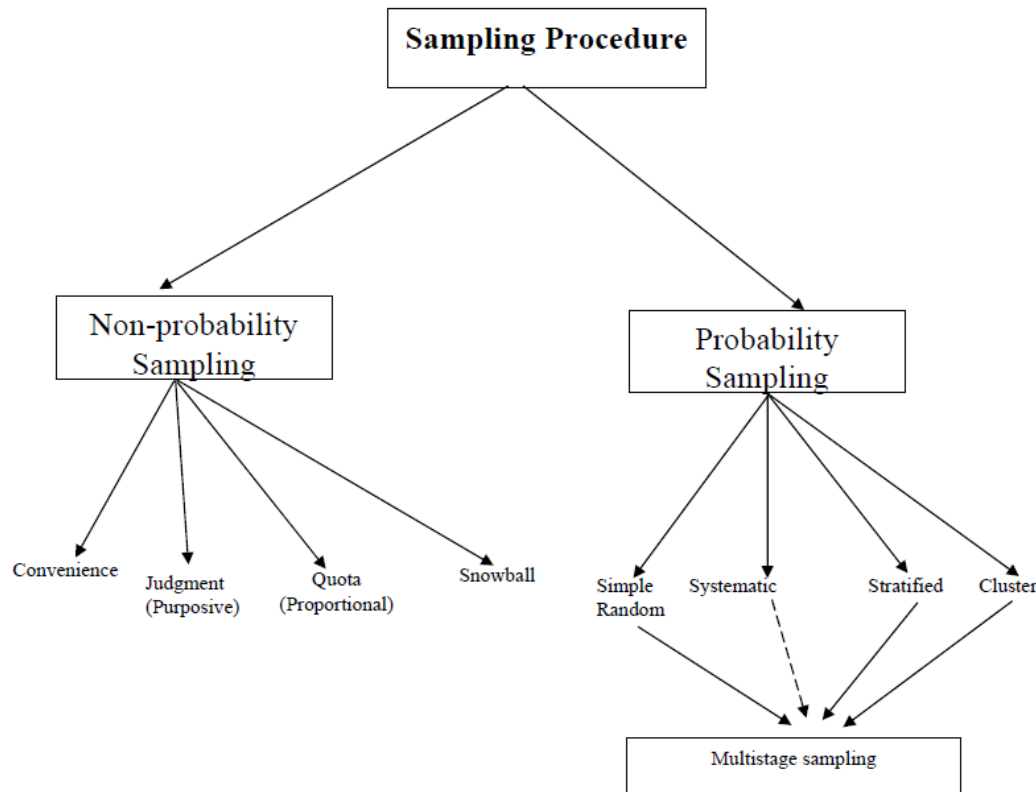 Sampling Procedure
Non-probability
Sampling
Probability
Sampling
Convenience
Judgment
(Purposive)
Quota
(Proportional)
Snowball
Simple
Random
Systematic
Stratified
Cluster
Multistage sampling